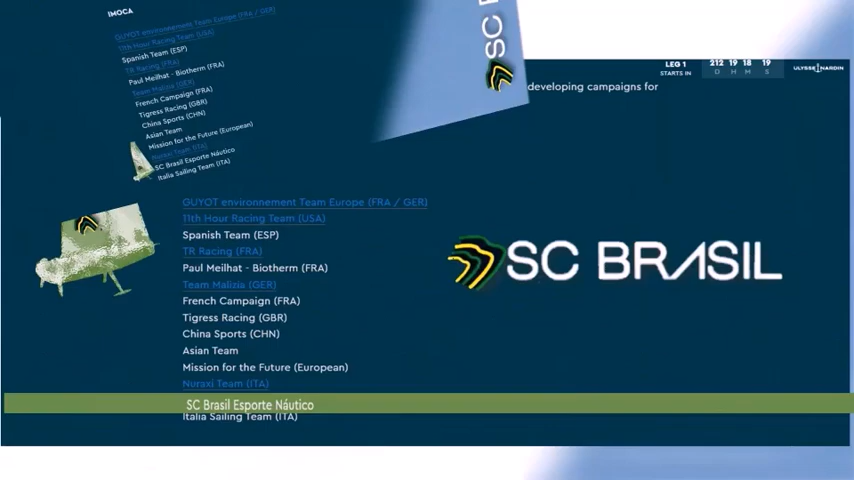 IMOCA
GUYOT environnement Team Europe (FRA / GER)
11th Hour Racing Team (USA)
Spanish Team (ESP)
TR Racing (FRA)
Paul Meilhat - Biotherm (FRA)
Team Malizia (GER)
French Campaign (FRA)
Tigress Racing (GBR)
China Sports (CHN)
Asian Team
Mission for the Future (European)
Nuraxi Team (ITA)
SC Brasil Esporte Náutico
Italia Sailing Team (ITA)
SC
LEG 1
STARTS IN
212 19 18 19
D H M S
ULYSSE NARDIN
developing campaigns for
GUYOT environnement Team Europe (FRA / GER)
11th Hour Racing Team (USA)
Spanish Team (ESP)
TR Racing (FRA)
Paul Meilhat - Biotherm (FRA)
Team Malizia (GER)
French Campaign (FRA)
Tigress Racing (GBR)
China Sports (CHN)
Asian Team
Mission for the Future (European)
Nuraxi Team (ITA)
SC Brasil Esporte Náutico
Italia Sailing Team (ITA)
SC BRASIL